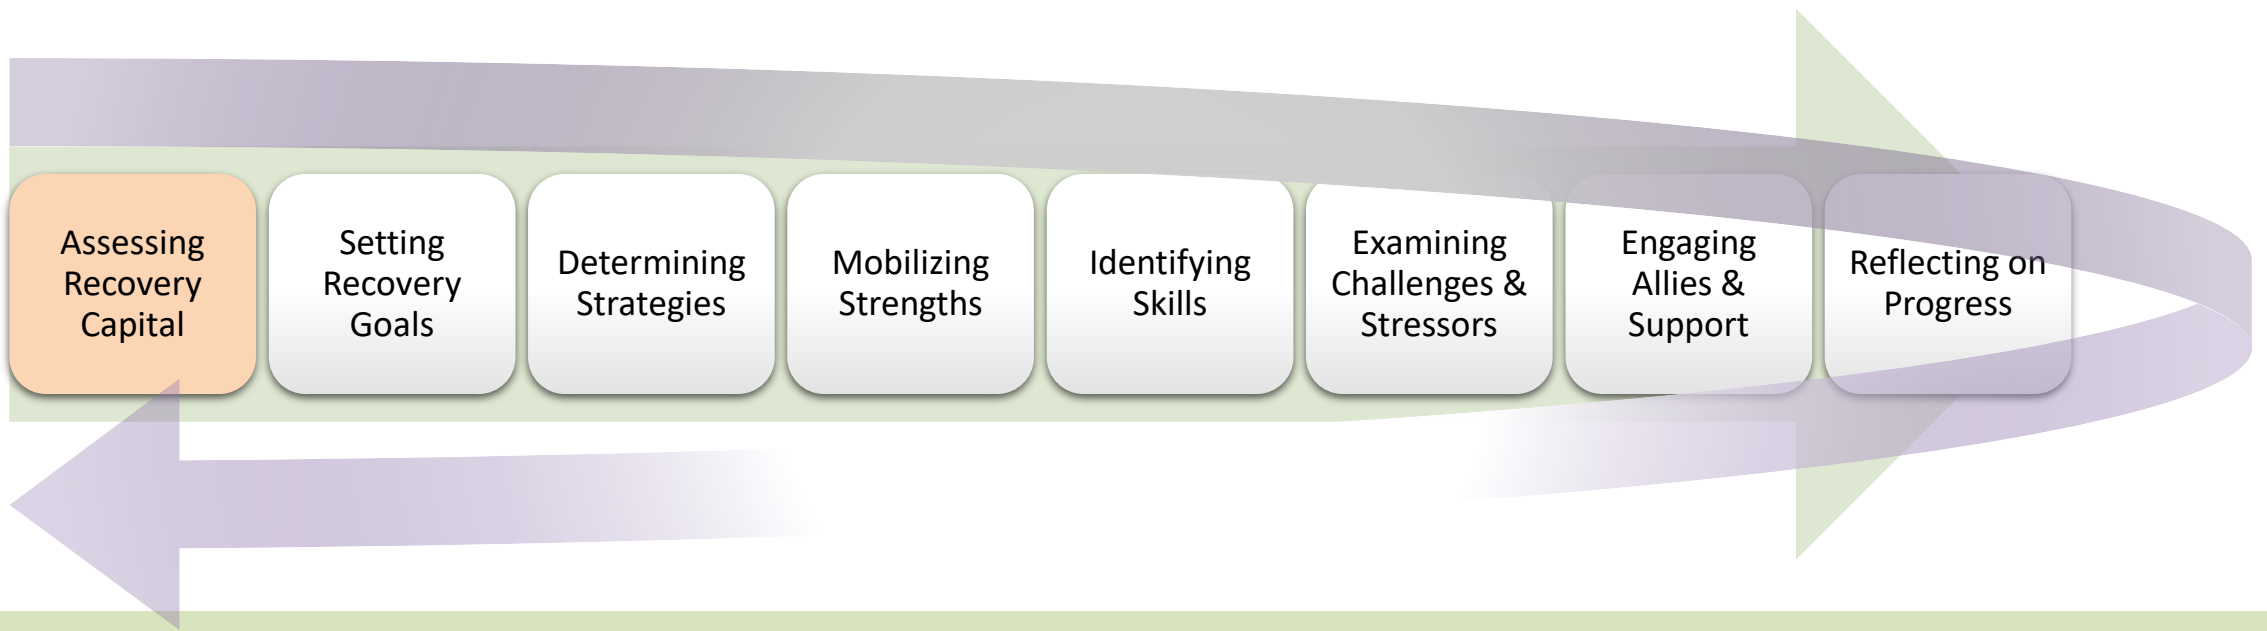 Assessing
Recovery
Capital
Setting
Recovery
Goals
Determining
Strategies
Mobilizing
Strengths
Identifying
Skills
Examining
Challenges &
Stressors
Engaging
Allies &
Support
Reflecting on
Progress